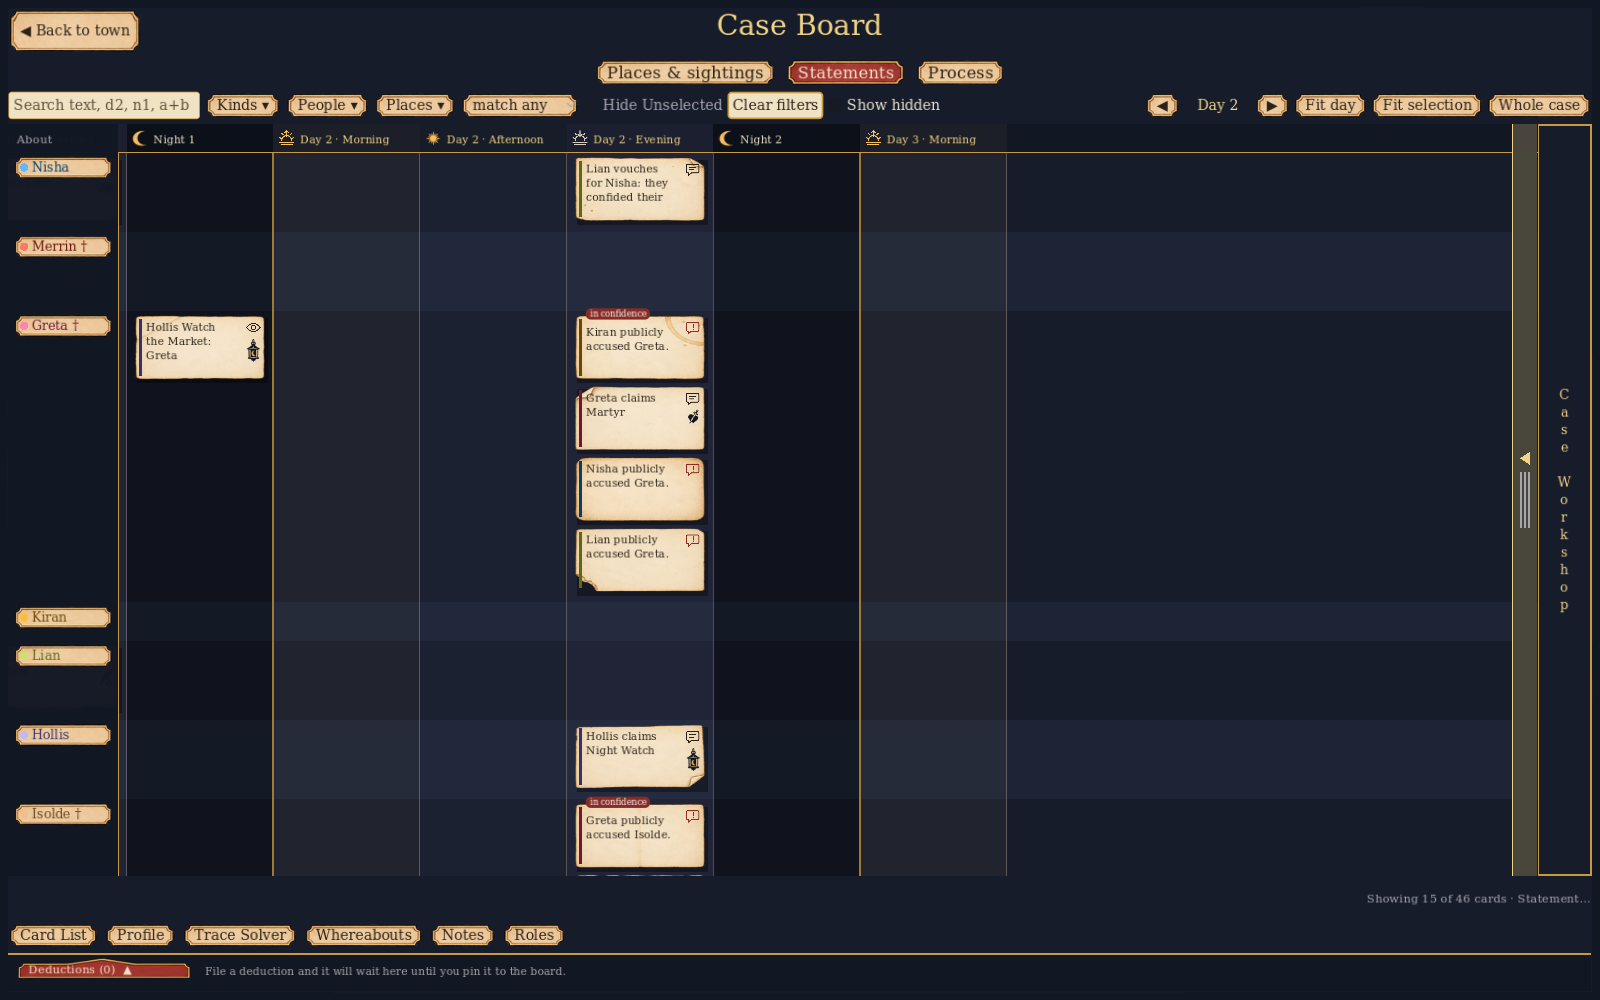 ◀ Back to town
Case Board
Places & sightings
Statements
Process
Search text, d2, n1, a+b
Kinds ▾
People ▾
Places ▾
match any
Hide Unselected
Clear filters
Show hidden
◀
Day 2
▶
Fit day
Fit selection
Whole case
About
Night 1
Day 2 · Morning
Day 2 · Afternoon
Day 2 · Evening
Night 2
Day 3 · Morning
Nisha
Lian vouches
for Nisha: they
confided their
Merrin †
Greta †
Hollis Watch
the Market:
Greta
in confidence
Kiran publicly
accused Greta.
Greta claims
Martyr
Nisha publicly
accused Greta.
Lian publicly
accused Greta.
Kiran
Lian
Hollis
Hollis claims
Night Watch
Isolde †
in confidence
Greta publicly
accused Isolde.
Case Workshop
Showing 15 of 46 cards · Statement...
Card List
Profile
Trace Solver
Whereabouts
Notes
Roles
Deductions (0) ▲
File a deduction and it will wait here until you pin it to the board.